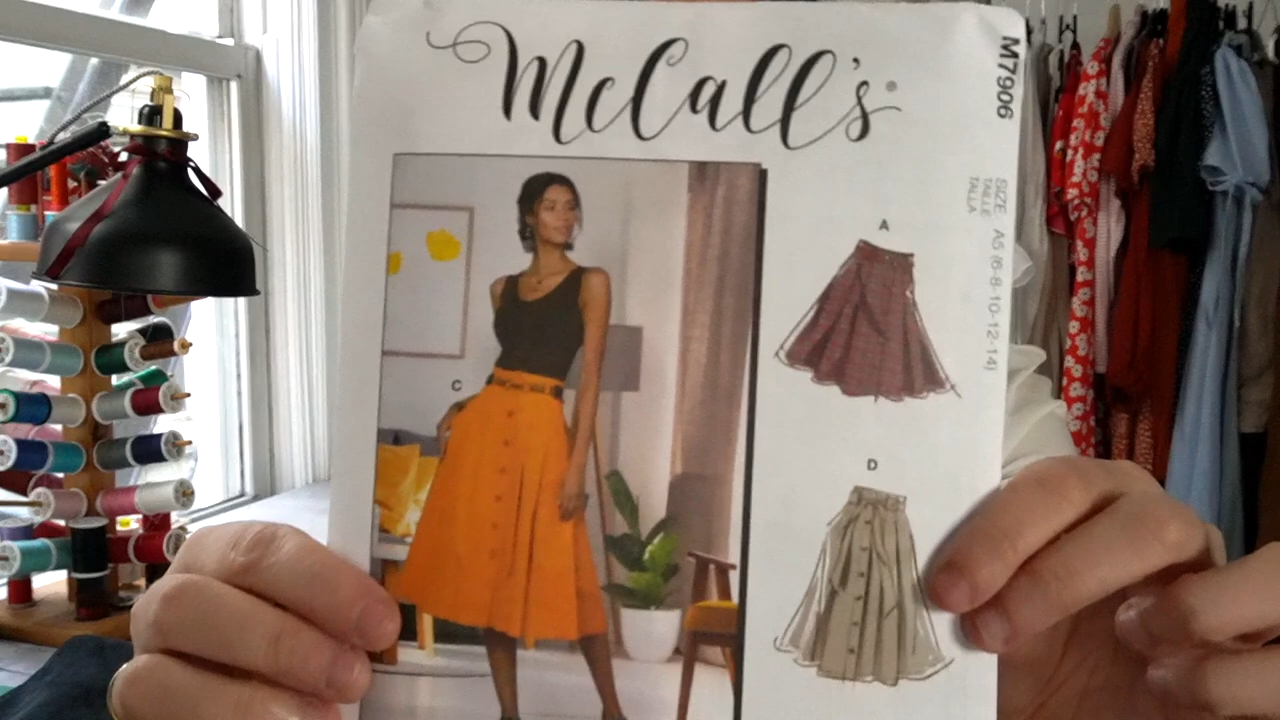 McCall's®
M7906
SIZE A5 (6-8-10-12-14)
TAILLE
TALLA
A
C
D